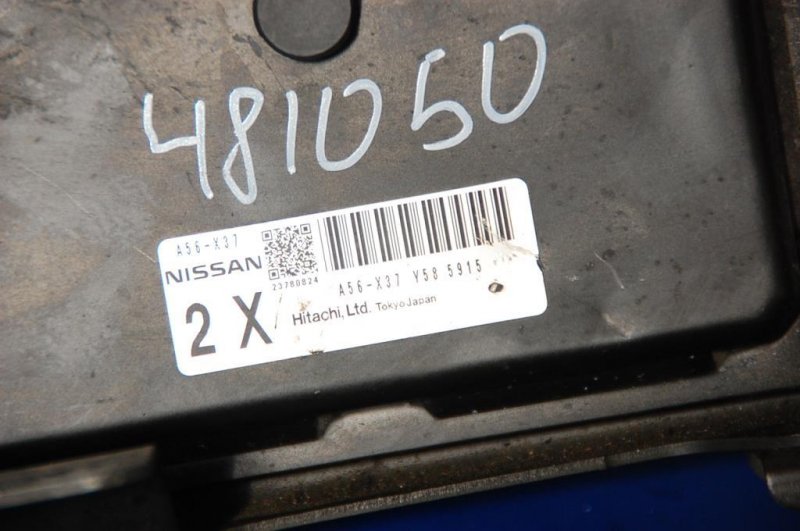 481050
A56-X37
NISSAN
23780824
A56-X37 Y58 5915
2 X
Hitachi, Ltd. Tokyo Japan